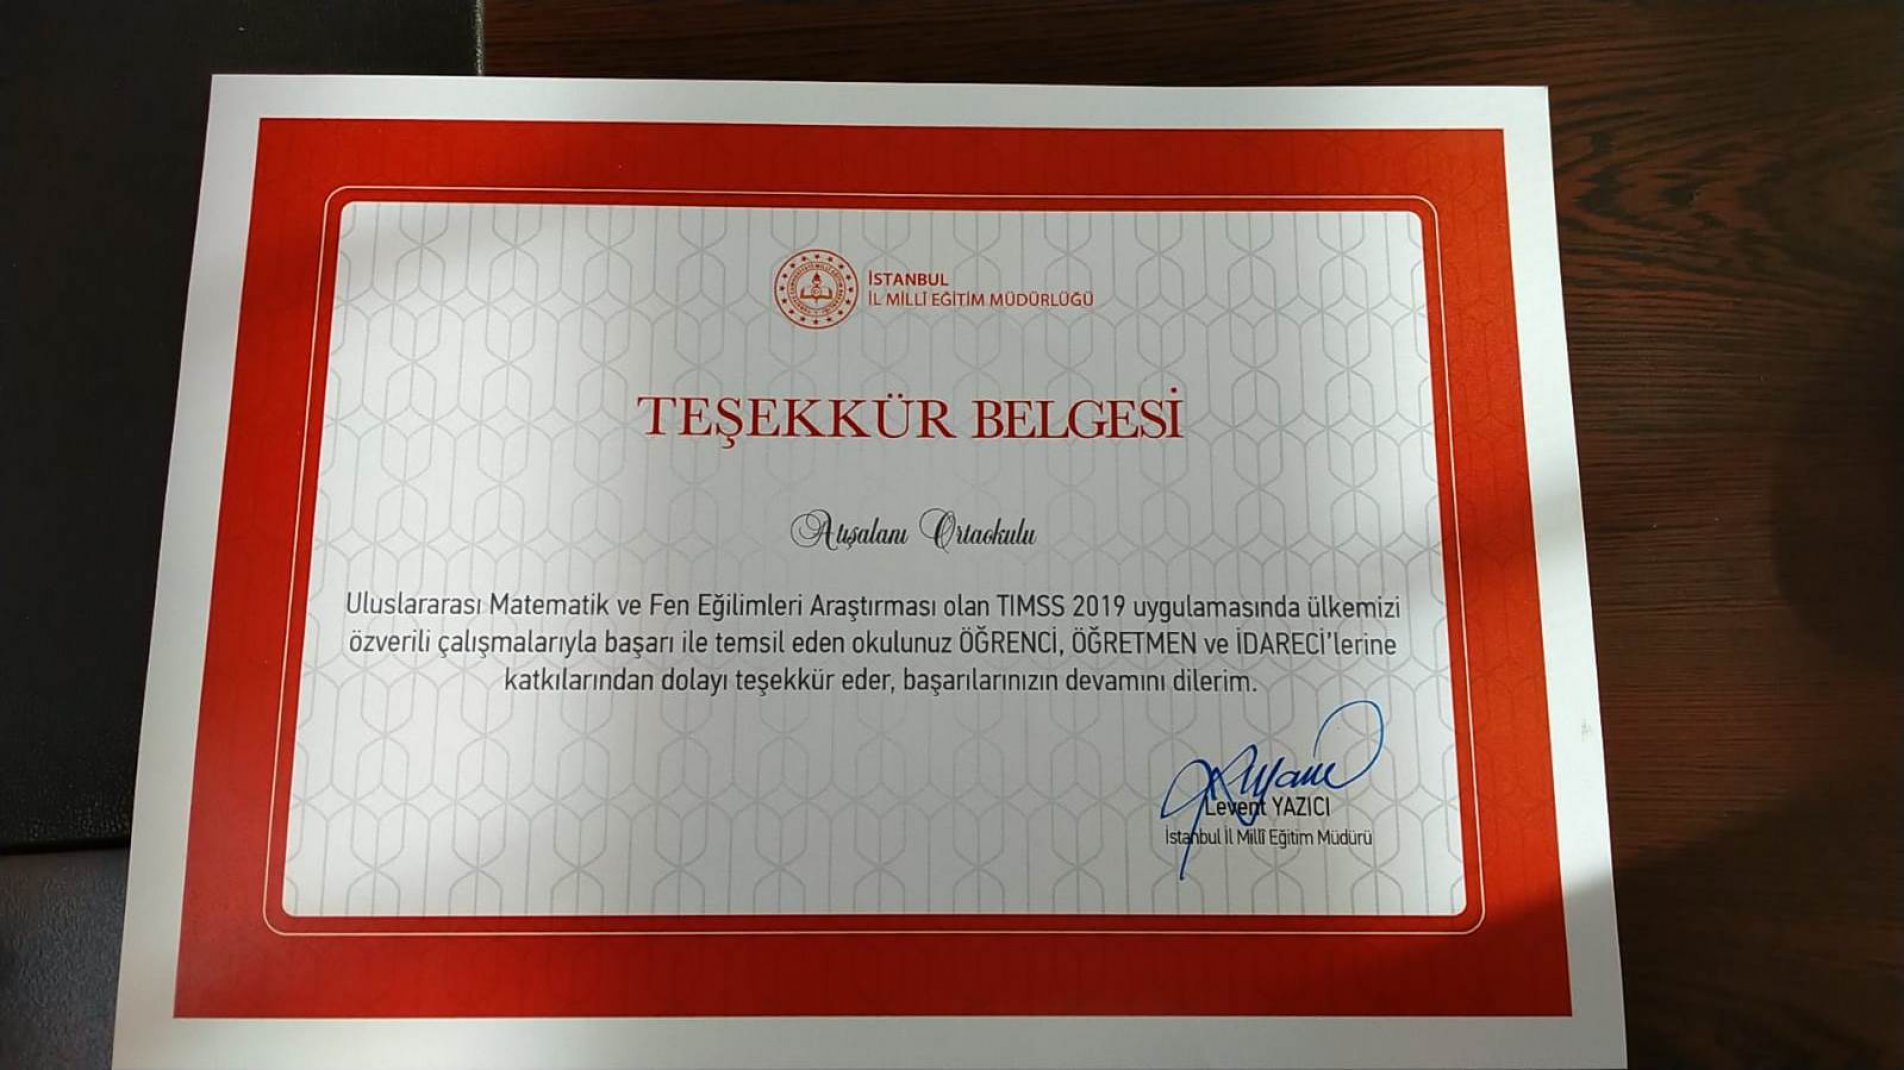 İSTANBUL
İL MİLLÎ EĞİTİM MÜDÜRLÜĞÜ
TEŞEKKÜR BELGESİ
Atışalanı Ortaokulu
Uluslararası Matematik ve Fen Eğilimleri Araştırması olan TIMSS 2019 uygulamasında ülkemizi
özverili çalışmalarıyla başarı ile temsil eden okulunuz ÖĞRENCİ, ÖĞRETMEN ve İDARECİ'lerine
katkılarından dolayı teşekkür eder, başarılarınızın devamını dilerim.
Levent YAZICI
İstanbul İl Millî Eğitim Müdürü